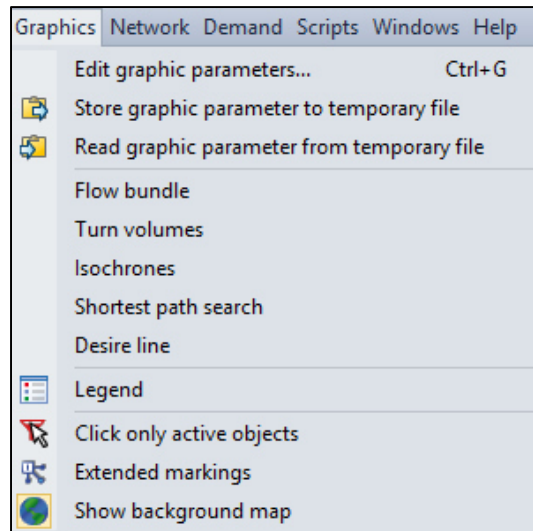 Graphics Network Demand Scripts Windows Help
Edit graphic parameters... Ctrl+G
Store graphic parameter to temporary file
Read graphic parameter from temporary file
Flow bundle
Turn volumes
Isochrones
Shortest path search
Desire line
Legend
Click only active objects
Extended markings
Show background map